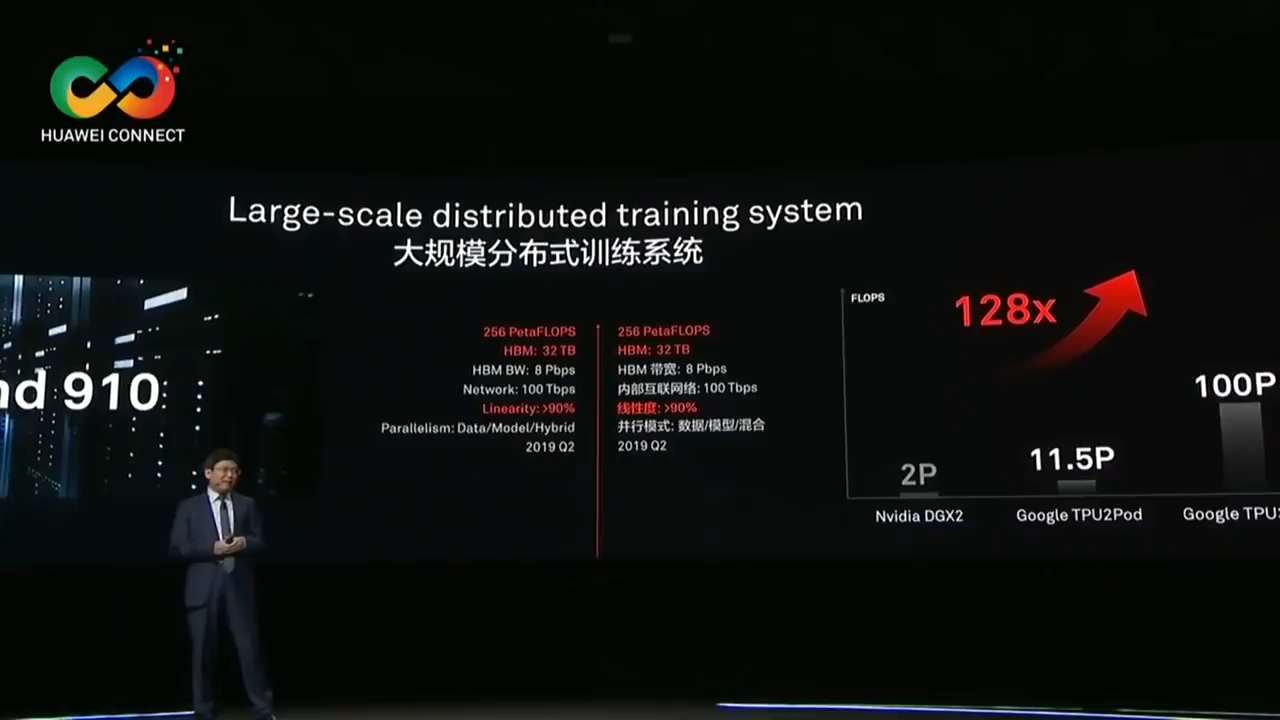 HUAWEI CONNECT
Large-scale distributed training system
大规模分布式训练系统
nd 910
256 PetaFLOPS
HBM: 32 TB
HBM BW: 8 Pbps
Network: 100 Tbps
Linearity: >90%
Parallelism: Data/Model/Hybrid
2019 Q2
256 PetaFLOPS
HBM: 32 TB
HBM 带宽: 8 Pbps
内部互联网络: 100 Tbps
线性度: >90%
并行模式: 数据/模型/混合
2019 Q2
FLOPS
128x
2P
11.5P
100P
Nvidia DGX2
Google TPU2Pod
Google TPU3